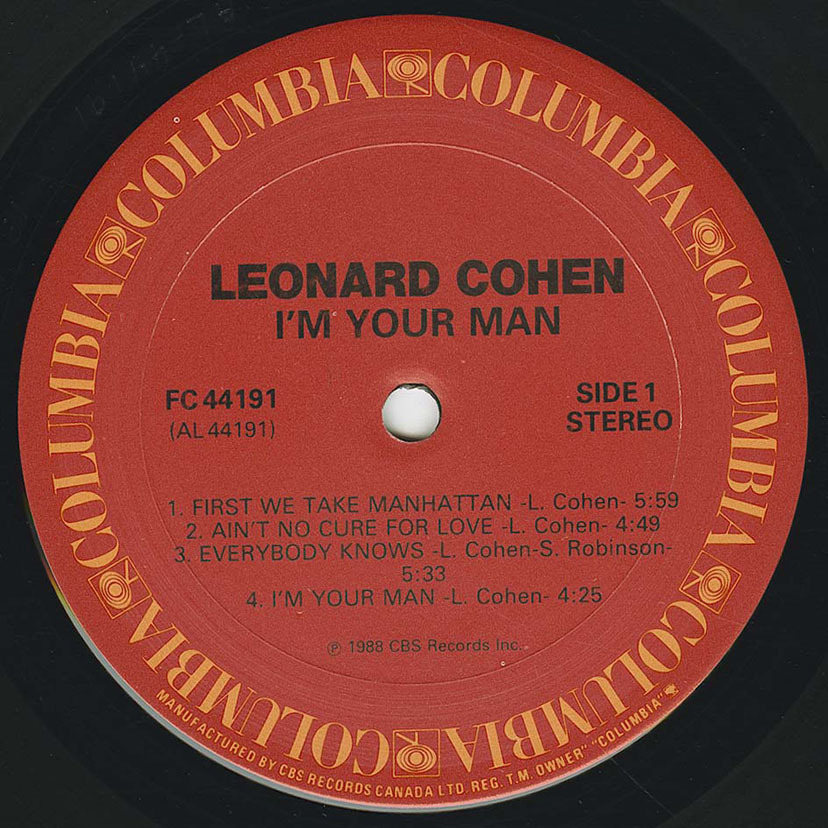 COLUMBIA COLUMBIA COLUMBIA COLUMBIA COLUMBIA COLUMBIA COLUMBIA COLUMBIA
LEONARD COHEN
I'M YOUR MAN
FC 44191
(AL 44191)
SIDE 1
STEREO
1. FIRST WE TAKE MANHATTAN -L. Cohen- 5:59
2. AIN'T NO CURE FOR LOVE -L. Cohen- 4:49
3. EVERYBODY KNOWS -L. Cohen-S. Robinson-
5:33
4. I'M YOUR MAN -L. Cohen- 4:25
℗ 1988 CBS Records Inc.
MANUFACTURED BY CBS RECORDS CANADA LTD. REG. T.M. OWNER" "COLUMBIA"